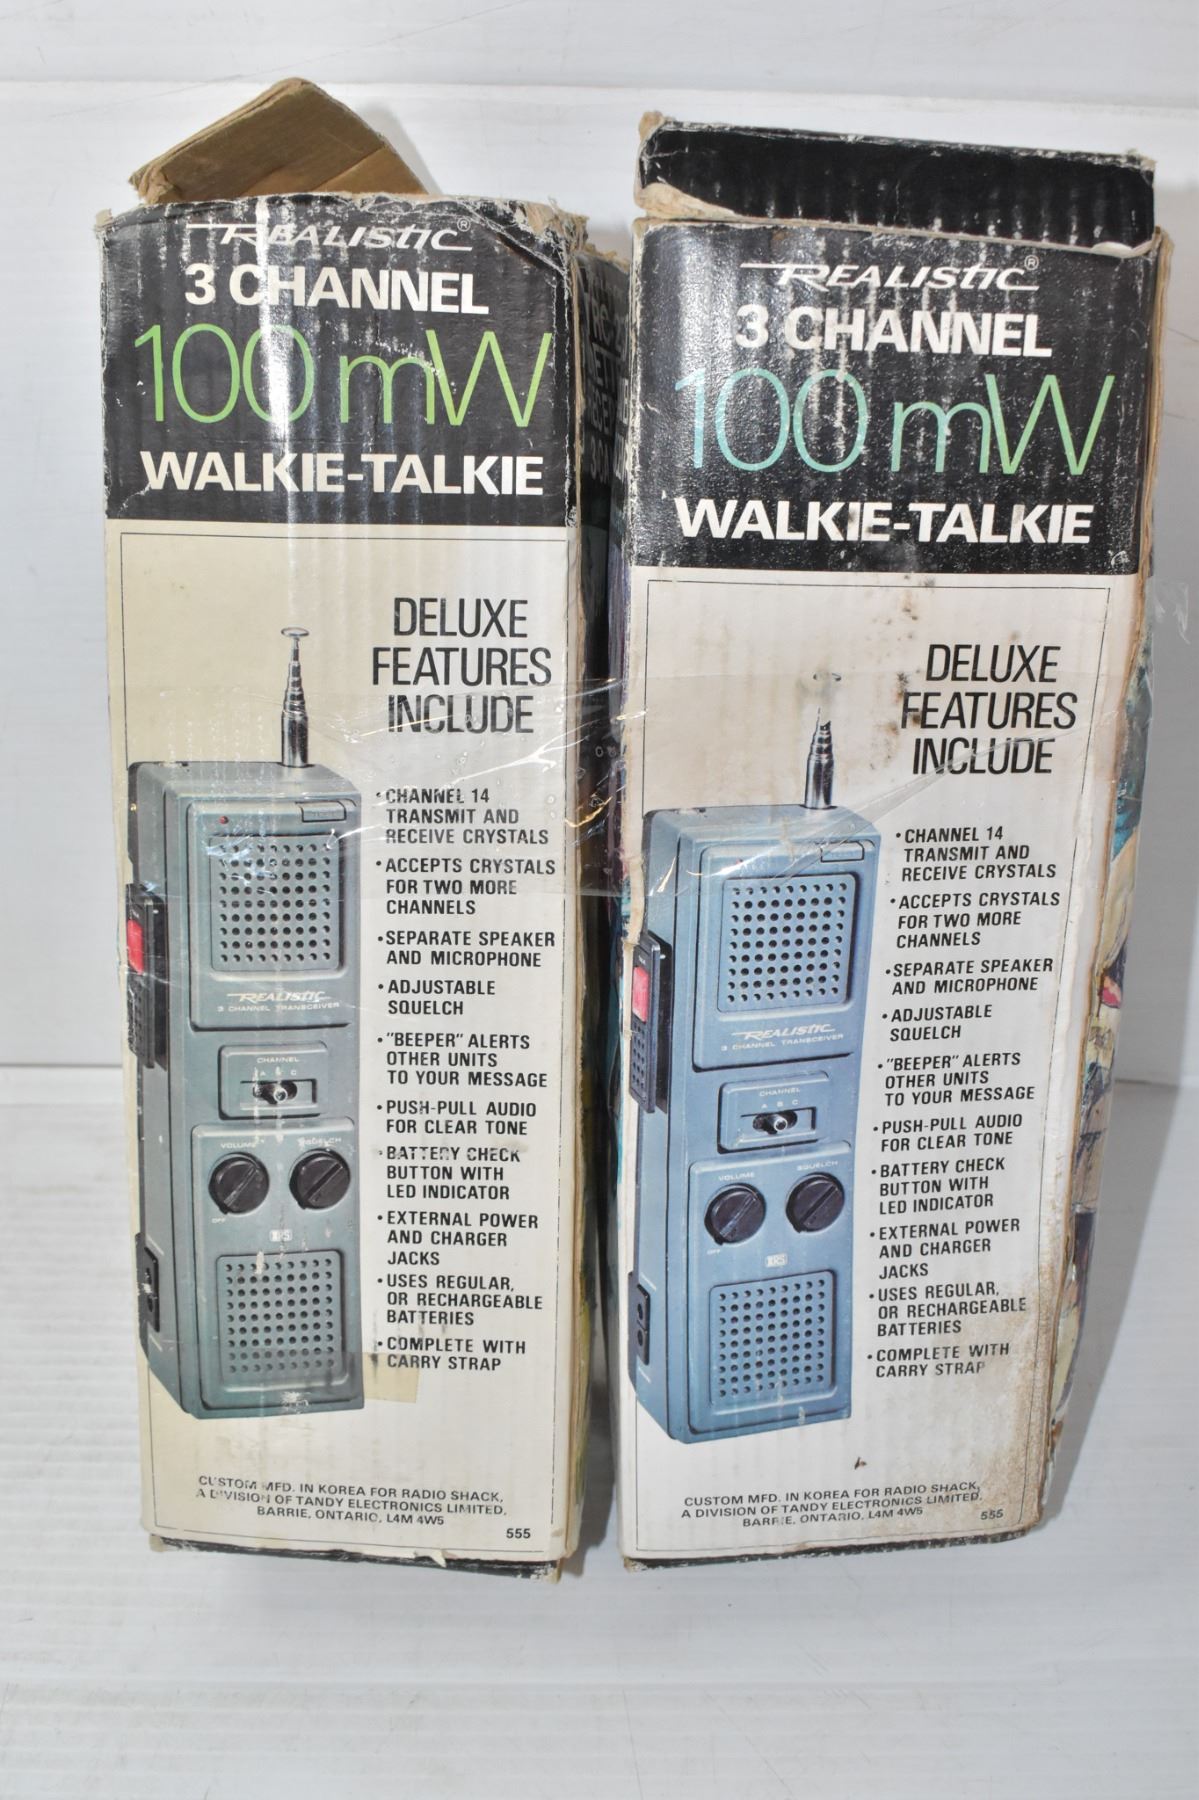 REALISTIC®
3 CHANNEL
100 mW
WALKIE-TALKIE
DELUXE
FEATURES
INCLUDE
•CHANNEL 14
TRANSMIT AND
RECEIVE CRYSTALS
•ACCEPTS CRYSTALS
FOR TWO MORE
CHANNELS
•SEPARATE SPEAKER
AND MICROPHONE
•ADJUSTABLE
SQUELCH
•"BEEPER" ALERTS
OTHER UNITS
TO YOUR MESSAGE
•PUSH-PULL AUDIO
FOR CLEAR TONE
•BATTERY CHECK
BUTTON WITH
LED INDICATOR
•EXTERNAL POWER
AND CHARGER
JACKS
•USES REGULAR,
OR RECHARGEABLE
BATTERIES
•COMPLETE WITH
CARRY STRAP
REALISTIC
3 CHANNEL TRANSCEIVER
CHANNEL
A B C
VOLUME SQUELCH
OFF
CUSTOM MFD. IN KOREA FOR RADIO SHACK,
A DIVISION OF TANDY ELECTRONICS LIMITED,
BARRIE, ONTARIO, L4M 4W5
555
REALISTIC®
3 CHANNEL
100 mW
WALKIE-TALKIE
DELUXE
FEATURES
INCLUDE
•CHANNEL 14
TRANSMIT AND
RECEIVE CRYSTALS
•ACCEPTS CRYSTALS
FOR TWO MORE
CHANNELS
•SEPARATE SPEAKER
AND MICROPHONE
•ADJUSTABLE
SQUELCH
•"BEEPER" ALERTS
OTHER UNITS
TO YOUR MESSAGE
•PUSH-PULL AUDIO
FOR CLEAR TONE
•BATTERY CHECK
BUTTON WITH
LED INDICATOR
•EXTERNAL POWER
AND CHARGER
JACKS
•USES REGULAR,
OR RECHARGEABLE
BATTERIES
•COMPLETE WITH
CARRY STRAP
REALISTIC
3 CHANNEL TRANSCEIVER
CHANNEL
A B C
VOLUME SQUELCH
OFF
RS
CUSTOM MFD. IN KOREA FOR RADIO SHACK,
A DIVISION OF TANDY ELECTRONICS LIMITED,
BARRIE, ONTARIO, L4M 4W5
555